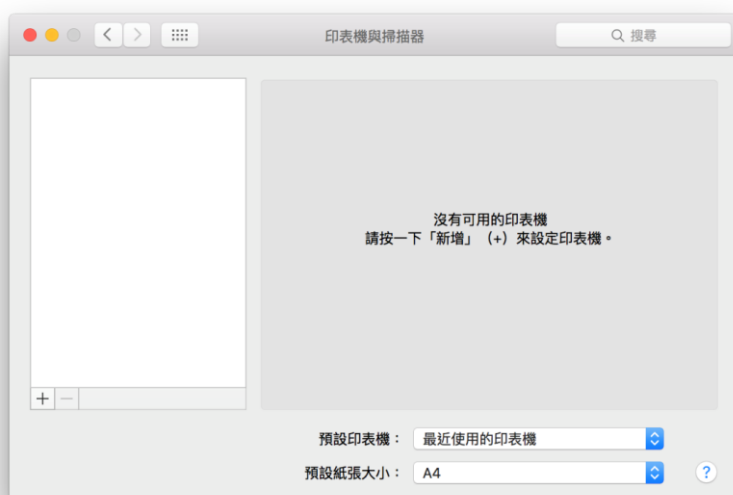 印表機與掃描器
搜尋
沒有可用的印表機
請按一下「新增」（+）來設定印表機。
預設印表機：
最近使用的印表機
預設紙張大小：
A4
?